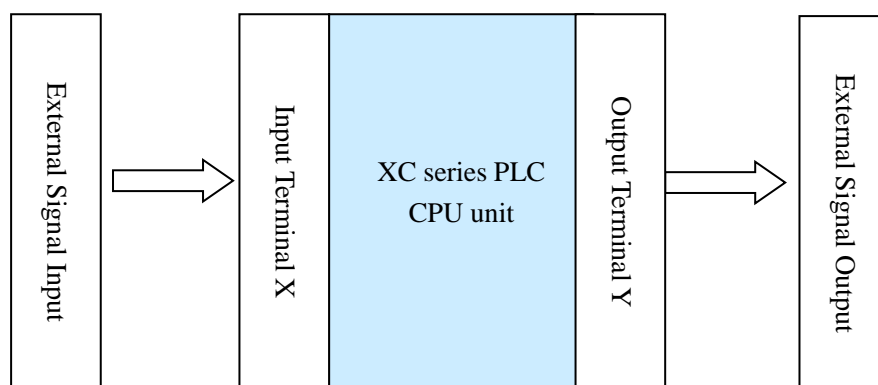 External Signal Input
Input Terminal X
XC series PLC
CPU unit
Output Terminal Y
External Signal Output